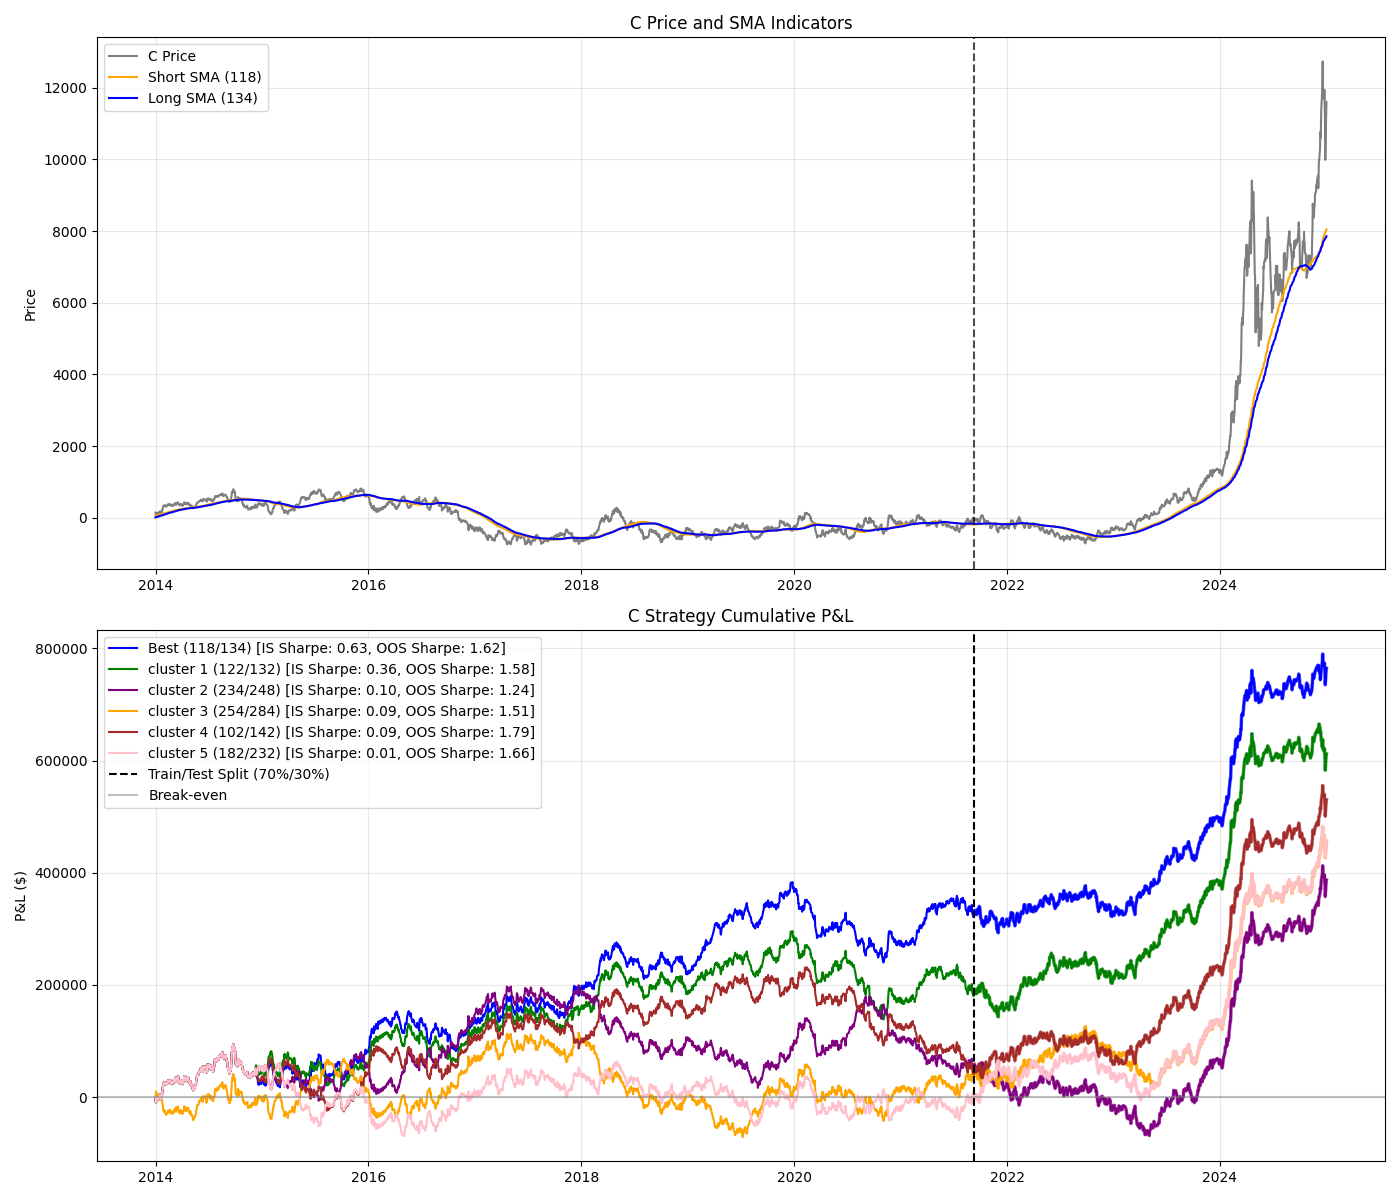 C Price and SMA Indicators
C Price
Short SMA (118)
Long SMA (134)
Price
12000
10000
8000
6000
4000
2000
0
2014 2016 2018 2020 2022 2024
C Strategy Cumulative P&L
Best (118/134) [IS Sharpe: 0.63, OOS Sharpe: 1.62]
cluster 1 (122/132) [IS Sharpe: 0.36, OOS Sharpe: 1.58]
cluster 2 (234/248) [IS Sharpe: 0.10, OOS Sharpe: 1.24]
cluster 3 (254/284) [IS Sharpe: 0.09, OOS Sharpe: 1.51]
cluster 4 (102/142) [IS Sharpe: 0.09, OOS Sharpe: 1.79]
cluster 5 (182/232) [IS Sharpe: 0.01, OOS Sharpe: 1.66]
Train/Test Split (70%/30%)
Break-even
P&L ($)
800000
600000
400000
200000
0
2014 2016 2018 2020 2022 2024